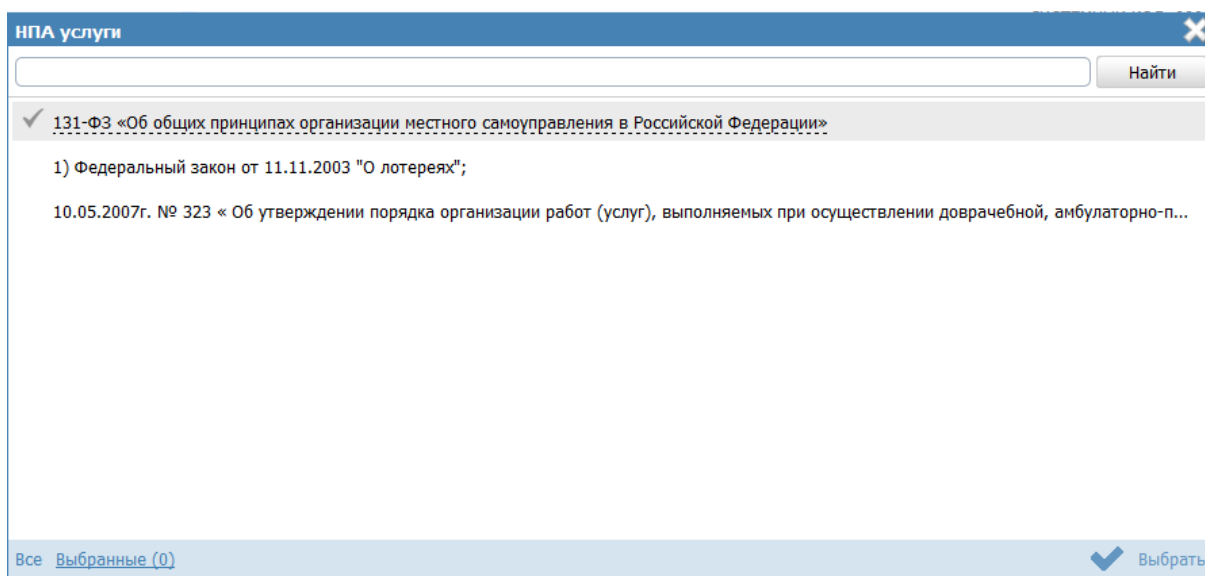 НПА услуги
Найти
131-ФЗ «Об общих принципах организации местного самоуправления в Российской Федерации»
1) Федеральный закон от 11.11.2003 "О лотереях";
10.05.2007г. № 323 « Об утверждении порядка организации работ (услуг), выполняемых при осуществлении доврачебной, амбулаторно-п...
Все Выбранные (0) Выбрать